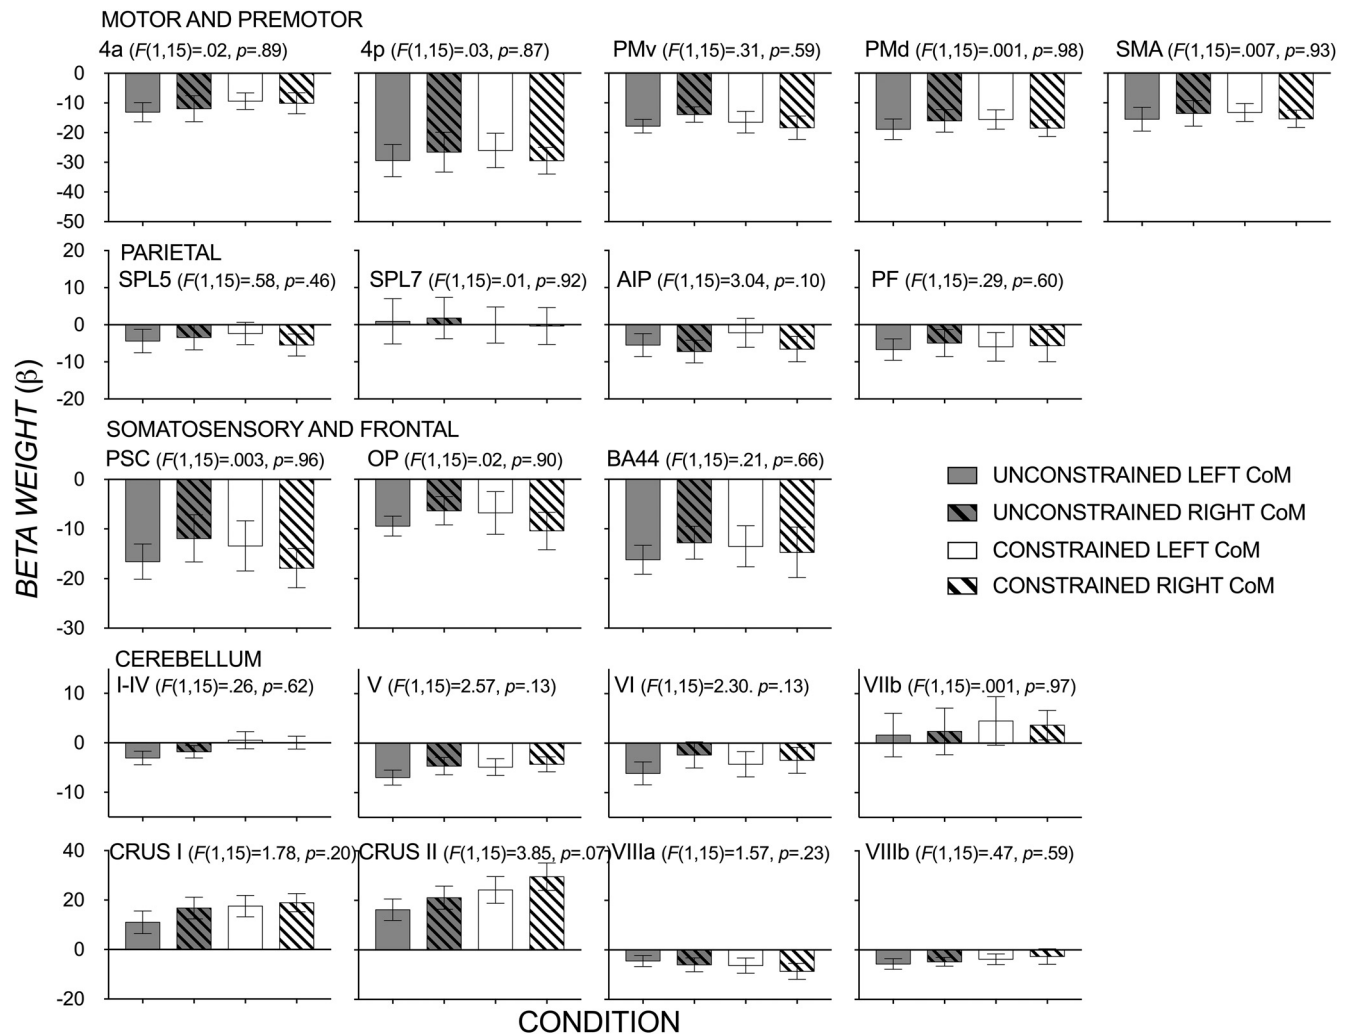 MOTOR AND PREMOTOR
4a (F(1,15)=.02, p=.89)
4p (F(1,15)=.03, p=.87)
PMv (F(1,15)=.31, p=.59)
PMd (F(1,15)=.001, p=.98)
SMA (F(1,15)=.007, p=.93)
0
-10
-20
-30
-40
-50
PARIETAL
SPL5 (F(1,15)=.58, p=.46)
SPL7 (F(1,15)=.01, p=.92)
AIP (F(1,15)=3.04, p=.10)
PF (F(1,15)=.29, p=.60)
20
10
0
-10
-20
BETA WEIGHT (β)
SOMATOSENSORY AND FRONTAL
PSC (F(1,15)=.003, p=.96)
OP (F(1,15)=.02, p=.90)
BA44 (F(1,15)=.21, p=.66)
0
-10
-20
-30
UNCONSTRAINED LEFT CoM
UNCONSTRAINED RIGHT CoM
CONSTRAINED LEFT CoM
CONSTRAINED RIGHT CoM
CEREBELLUM
I-IV (F(1,15)=.26, p=.62)
V (F(1,15)=2.57, p=.13)
VI (F(1,15)=2.30. p=.13)
VIIb (F(1,15)=.001, p=.97)
10
0
-10
CRUS I (F(1,15)=1.78, p=.20)
CRUS II (F(1,15)=3.85, p=.07)
VIIIa (F(1,15)=1.57, p=.23)
VIIIb (F(1,15)=.47, p=.59)
40
20
0
-20
CONDITION